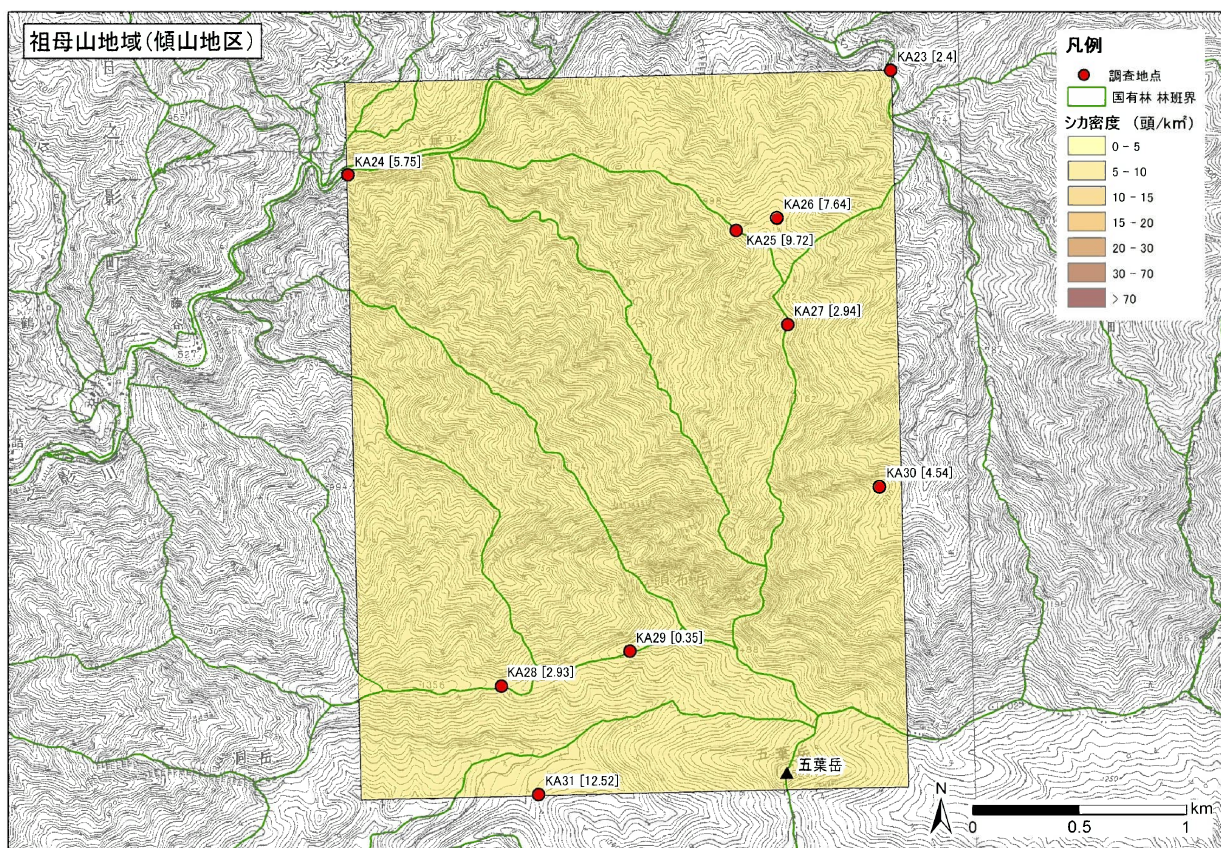 祖母山地域(傾山地区)
凡例
調査地点
国有林 林班界
シカ密度 (頭/km²)
0 - 5
5 - 10
10 - 15
15 - 20
20 - 30
30 - 70
> 70
KA23 [2.4]
KA24 [5.75]
KA26 [7.64]
KA25 [9.72]
KA27 [2.94]
KA30 [4.54]
KA29 [0.35]
KA28 [2.93]
五葉岳
五葉岳
KA31 [12.52]
N
km
0
0.5
1